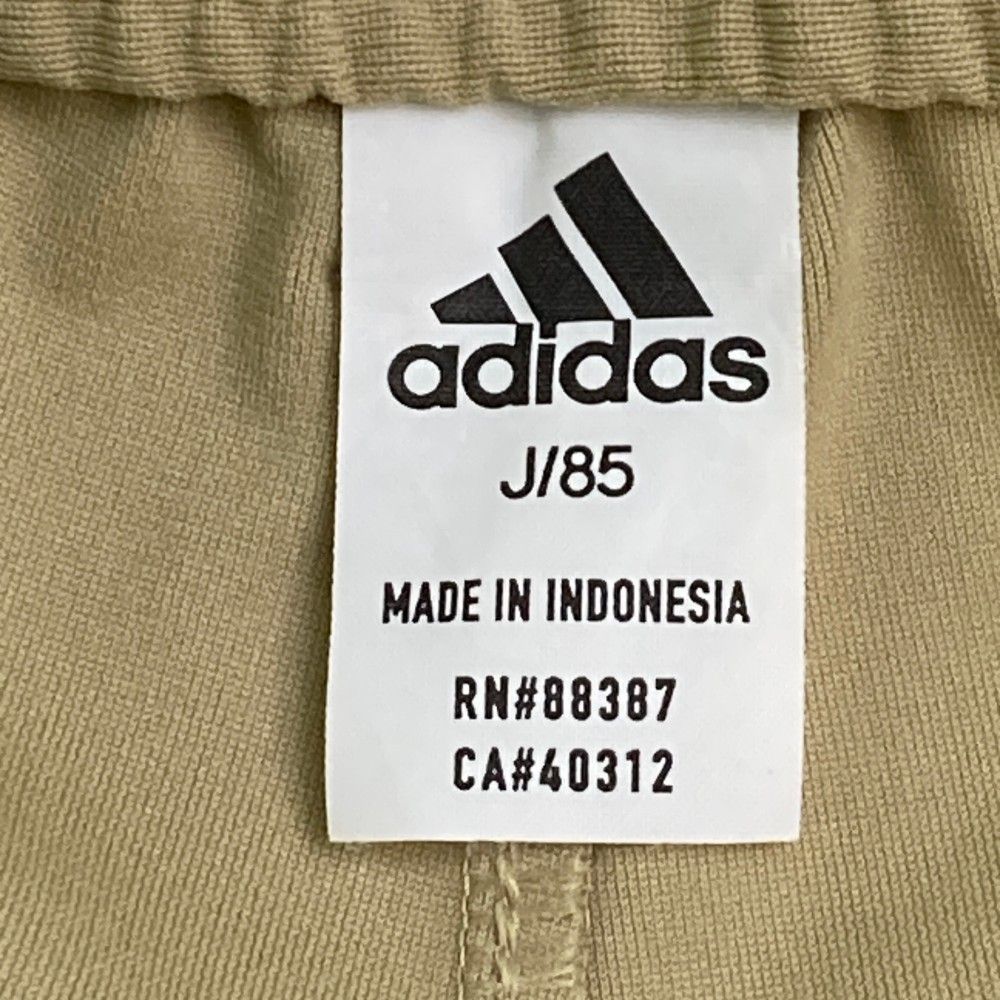 adidas
J/85
MADE IN INDONESIA
RN#88387
CA#40312